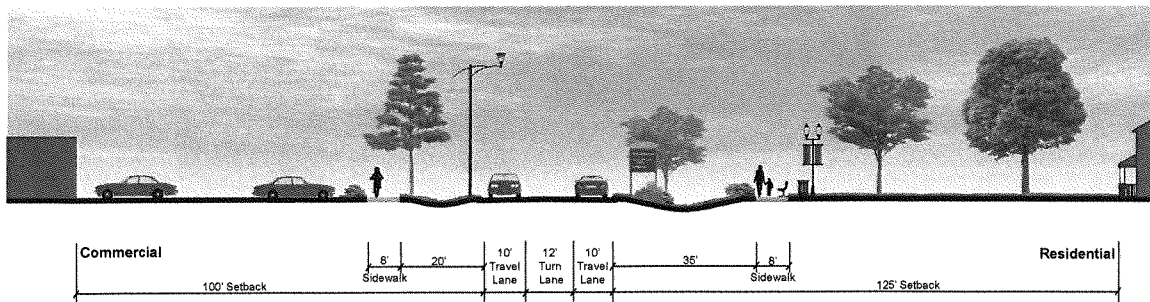 Commercial
8'
Sidewalk
20'
10'
Travel
Lane
12'
Turn
Lane
10'
Travel
Lane
35'
8'
Sidewalk
Residential
100' Setback
125' Setback